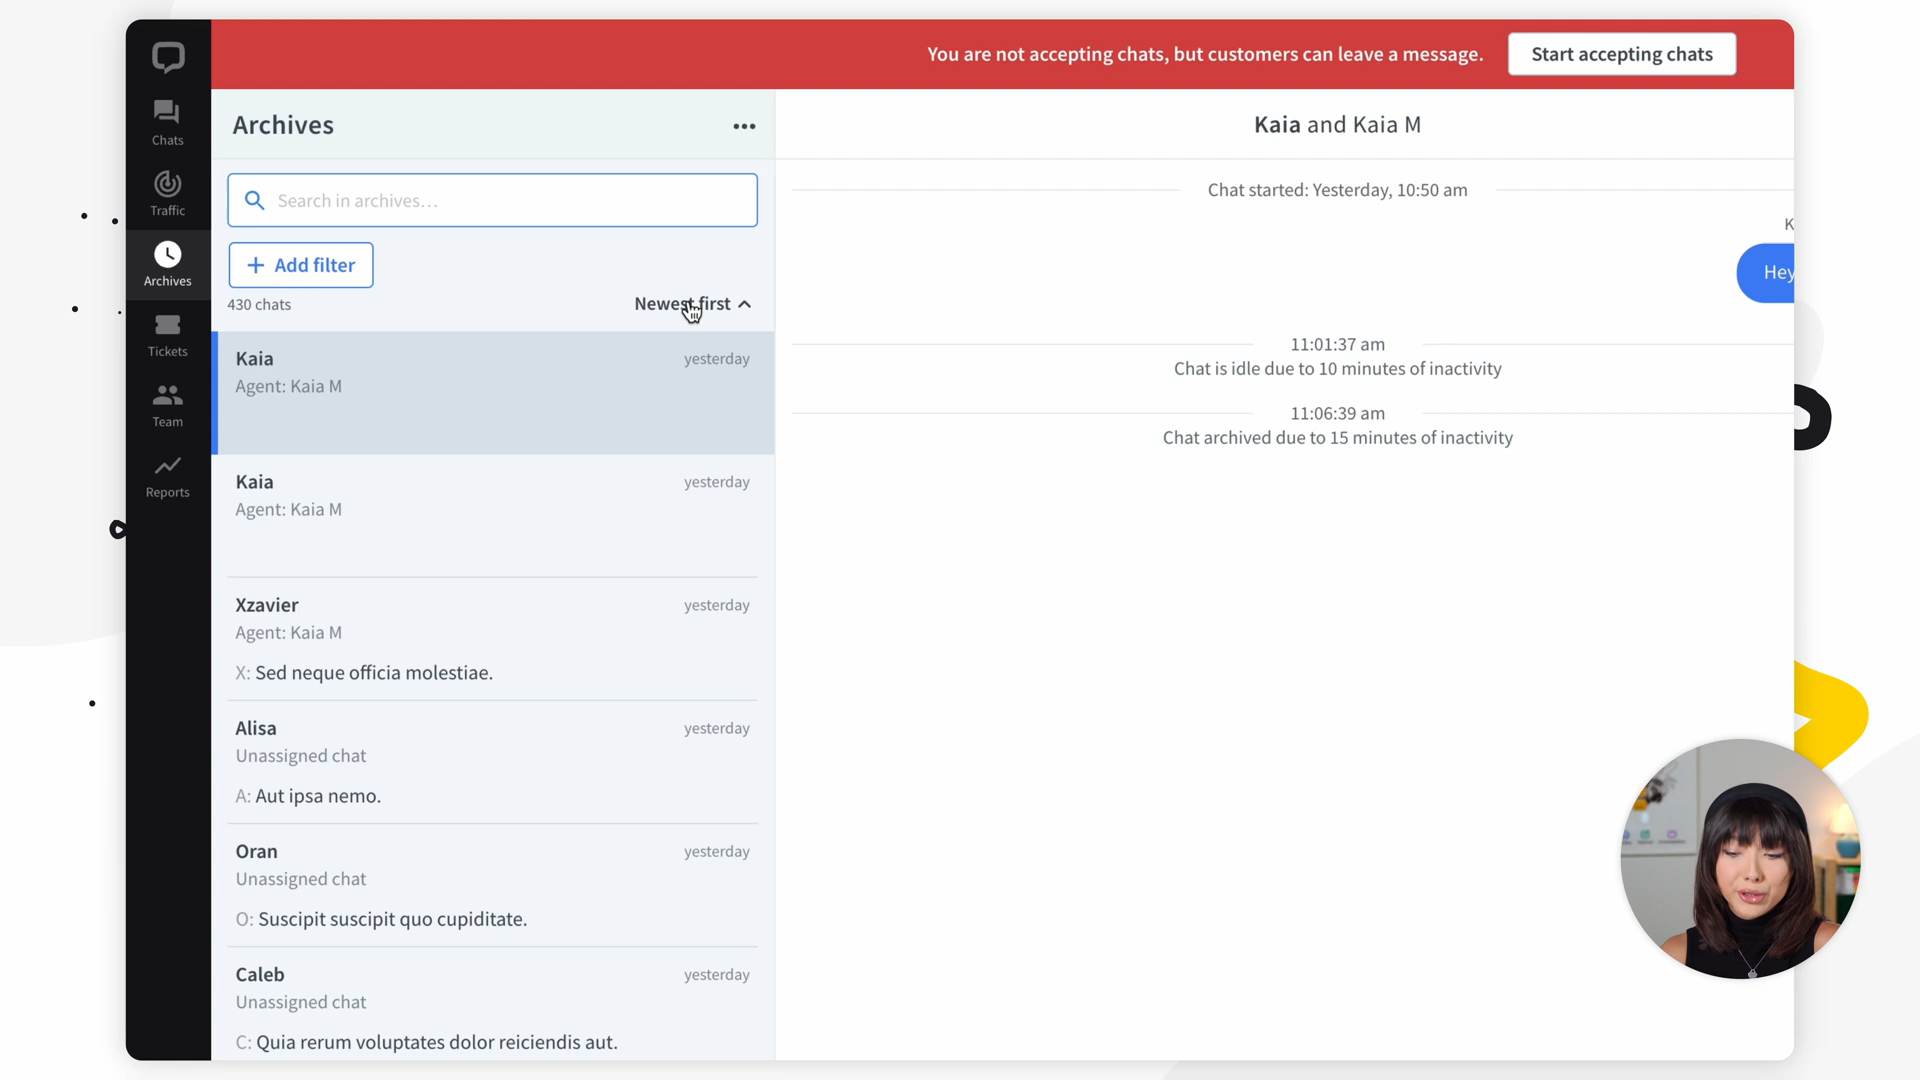 You are not accepting chats, but customers can leave a message.
Start accepting chats
Chats
Traffic
Archives
Tickets
Team
Reports
Archives
Search in archives…
Add filter
430 chats
Newest first
Kaia
yesterday
Agent: Kaia M
Kaia
yesterday
Agent: Kaia M
Xzavier
yesterday
Agent: Kaia M
X: Sed neque officia molestiae.
Alisa
yesterday
Unassigned chat
A: Aut ipsa nemo.
Oran
yesterday
Unassigned chat
O: Suscipit suscipit quo cupiditate.
Caleb
yesterday
Unassigned chat
C: Quia rerum voluptates dolor reiciendis aut.
Kaia and Kaia M
Chat started: Yesterday, 10:50 am
K
Hey
11:01:37 am
Chat is idle due to 10 minutes of inactivity
11:06:39 am
Chat archived due to 15 minutes of inactivity